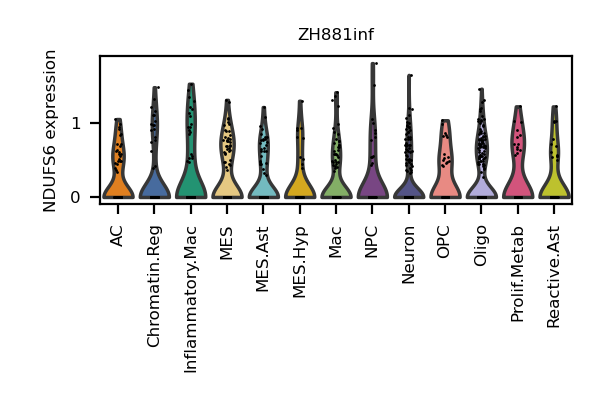 ZH881inf
NDUFS6 expression
1
0
AC
Chromatin.Reg
Inflammatory.Mac
MES
MES.Ast
MES.Hyp
Mac
NPC
Neuron
OPC
Oligo
Prolif.Metab
Reactive.Ast